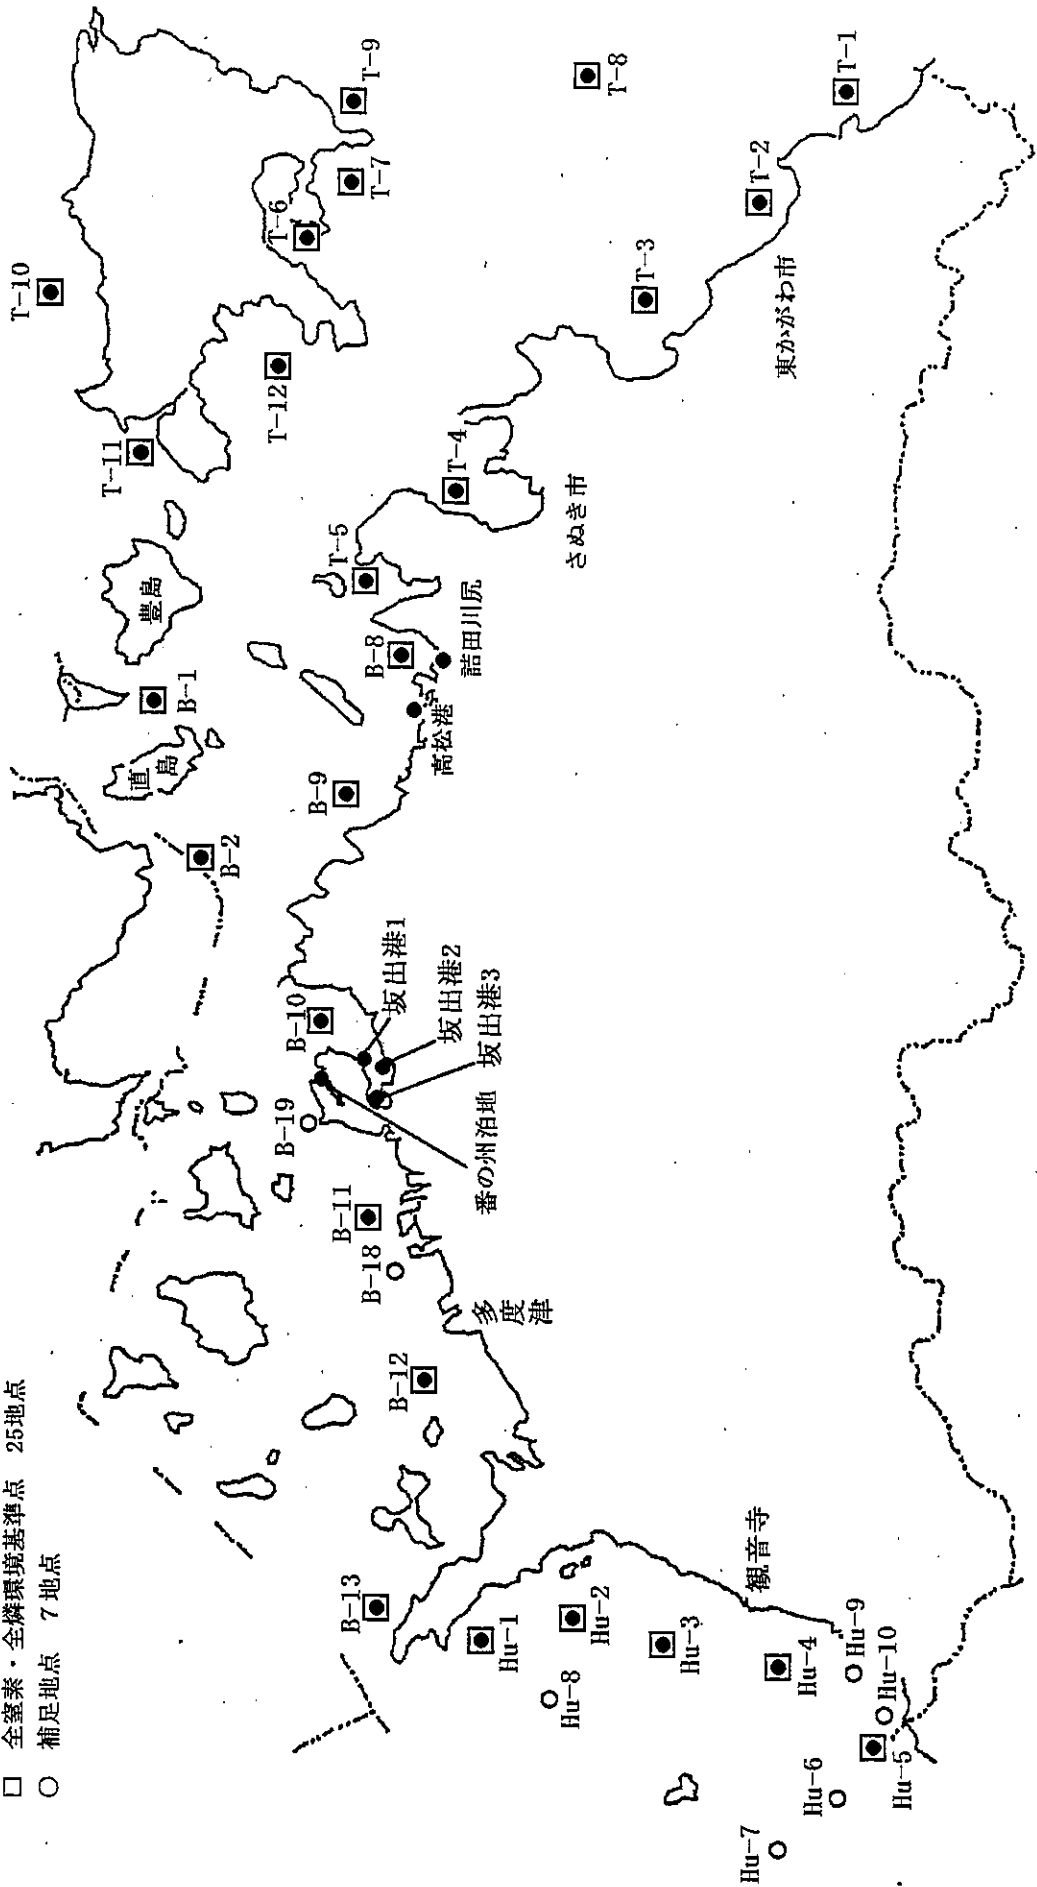 □ 全窒素・全燐環境基準点 25地点
○ 補足地点 7地点
T-10
T-9
T-8
T-1
T-7
T-6
T-2
T-3
T-12
T-11
T-4
T-5
東かがわ市
さぬき市
豊島
B-1
直島
B-8
詰田川尻
高松港
B-9
B-2
B-10
坂出港1
坂出港2
坂出港3
番の州泊地
B-19
B-11
B-18
多度津
B-12
B-13
観音寺
Hu-1
Hu-2
Hu-8
Hu-3
Hu-4
Hu-9
Hu-10
Hu-5
Hu-6
Hu-7